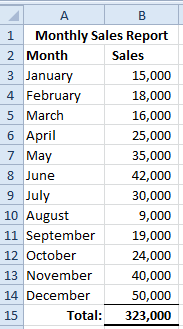 A B
1 Monthly Sales Report
2 Month Sales
3 January 15,000
4 February 18,000
5 March 16,000
6 April 25,000
7 May 35,000
8 June 42,000
9 July 30,000
10 August 9,000
11 September 19,000
12 October 24,000
13 November 40,000
14 December 50,000
15 Total: 323,000